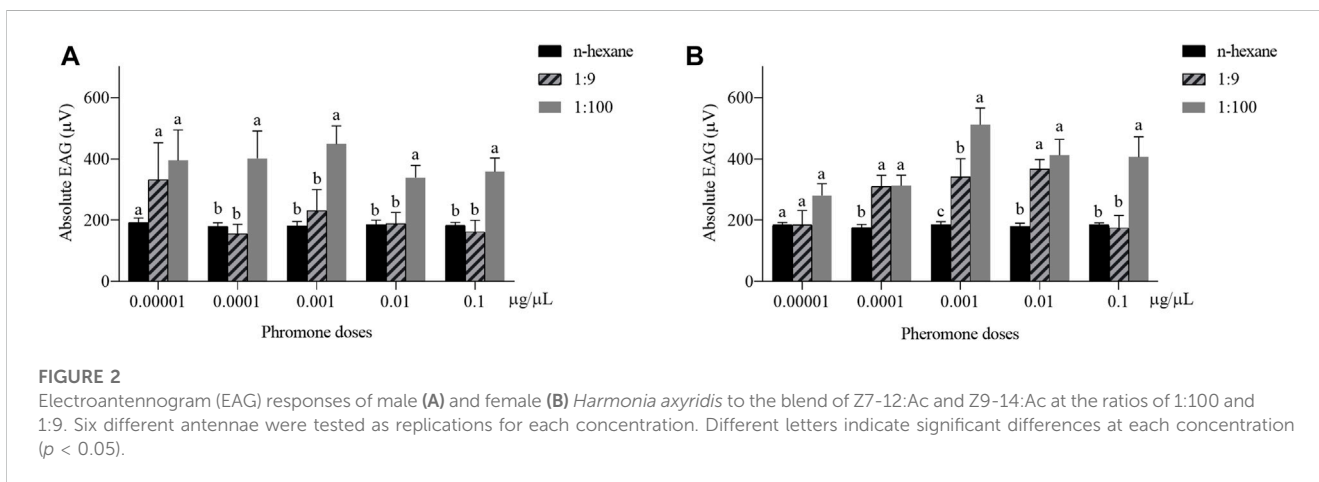 A
n-hexane
1:9
1:100
Absolute EAG (µV)
600
400
200
0
a a a
b b a
b b a
b b a
b b a
0.00001 0.0001 0.001 0.01 0.1 µg/µL
Phromone doses
B
n-hexane
1:9
1:100
Absolute EAG (µV)
600
400
200
0
a a a
b a a
c b a
b a a
b b a
0.00001 0.0001 0.001 0.01 0.1 µg/µL
Pheromone doses
FIGURE 2
Electroantennogram (EAG) responses of male (A) and female (B) Harmonia axyridis to the blend of Z7-12:Ac and Z9-14:Ac at the ratios of 1:100 and
1:9. Six different antennae were tested as replications for each concentration. Different letters indicate significant differences at each concentration
(p < 0.05).